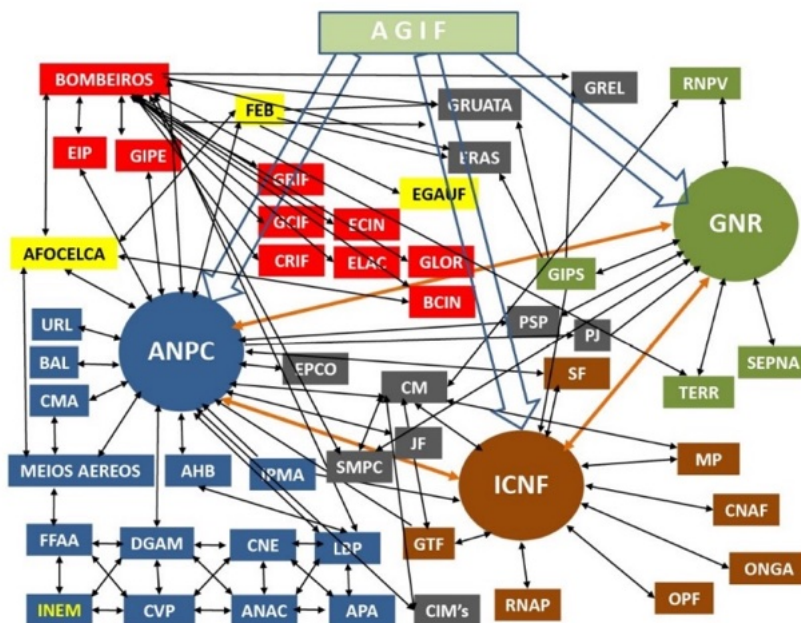 AGIF
BOMBEIROS
FEB
GRUATA
GREL
RNPV
EIP
GIPE
ERAS
GRIF
EGAUF
GCIF
ECIN
GNR
AFOCELCA
CRIF
ELAC
GLOR
GIPS
BCIN
URL
PSP
PJ
ANPC
BAL
EPCO
SF
SEPNA
CMA
CM
TERR
JF
MEIOS AEREOS
AHB
IPMA
SMPC
MP
ICNF
CNAF
FFAA
DGAM
CNE
LBP
GTF
ONGA
INEM
CVP
ANAC
APA
CIM's
RNAP
OPF